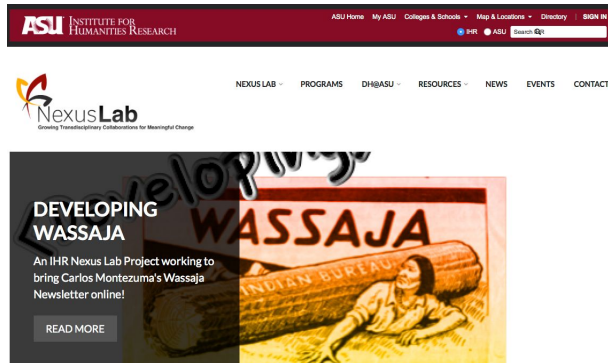 ASU Home My ASU Colleges & Schools Map & Locations Directory | SIGN IN
ASU INSTITUTE FOR
HUMANITIES RESEARCH
IHR ASU Search IHR
NEXUS LAB PROGRAMS DH@ASU RESOURCES NEWS EVENTS CONTACT
NexusLab
Growing Transdisciplinary Collaborations for Meaningful Change
[Developing]
WASSAJA
INDIAN BUREAU
DEVELOPING
WASSAJA
An IHR Nexus Lab Project working to
bring Carlos Montezuma's Wassaja
Newsletter online!
READ MORE